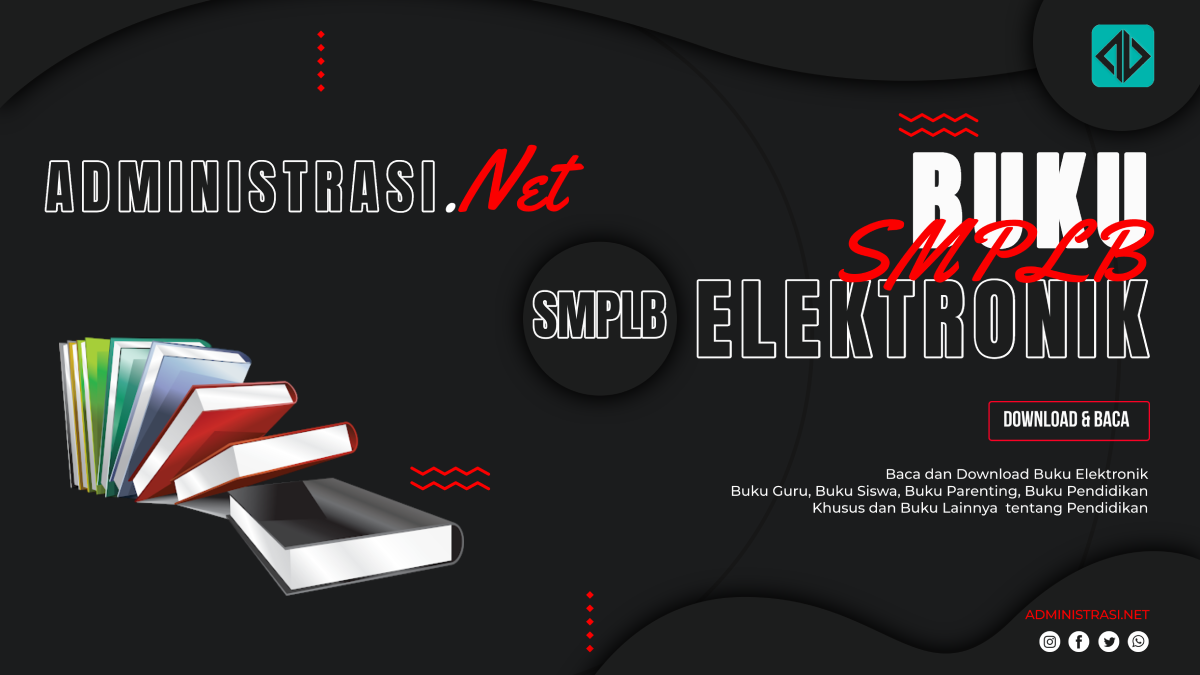 ADMINISTRASI.Net
BUKU
SMPLB
ELEKTRONIK
SMPLB
DOWNLOAD & BACA
Baca dan Download Buku Elektronik
Buku Guru, Buku Siswa, Buku Parenting, Buku Pendidikan
Khusus dan Buku Lainnya tentang Pendidikan
ADMINISTRASI.NET